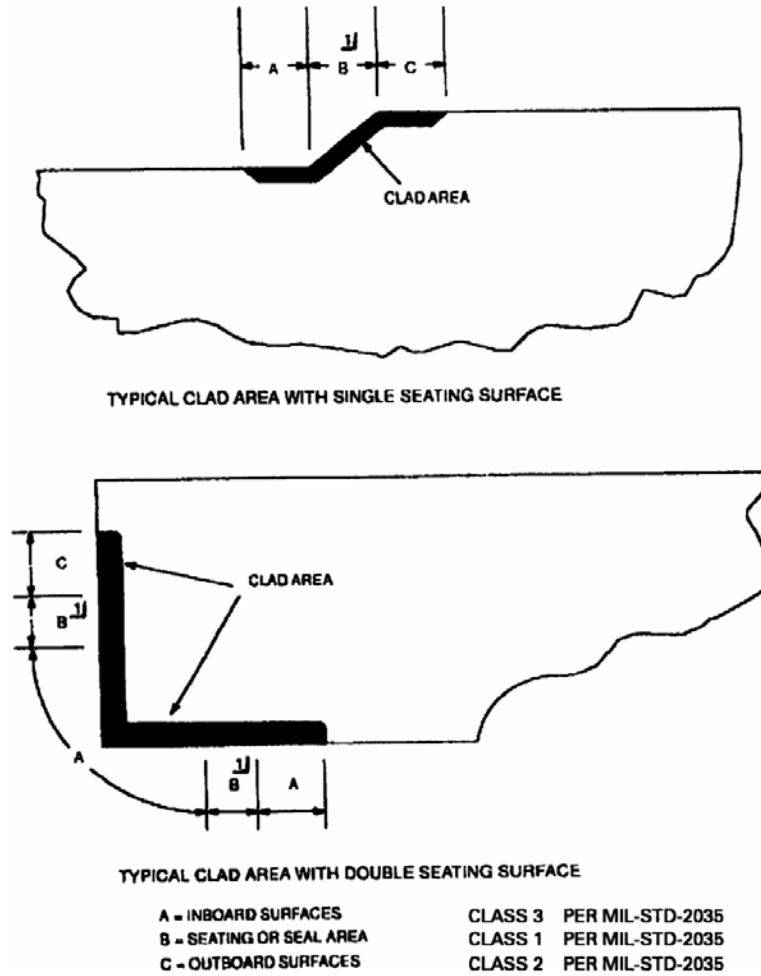 1
A B C
CLAD AREA
TYPICAL CLAD AREA WITH SINGLE SEATING SURFACE
C
CLAD AREA
B 1
A
1
B A
TYPICAL CLAD AREA WITH DOUBLE SEATING SURFACE
A = INBOARD SURFACES CLASS 3 PER MIL-STD-2035
B = SEATING OR SEAL AREA CLASS 1 PER MIL-STD-2035
C = OUTBOARD SURFACES CLASS 2 PER MIL-STD-2035